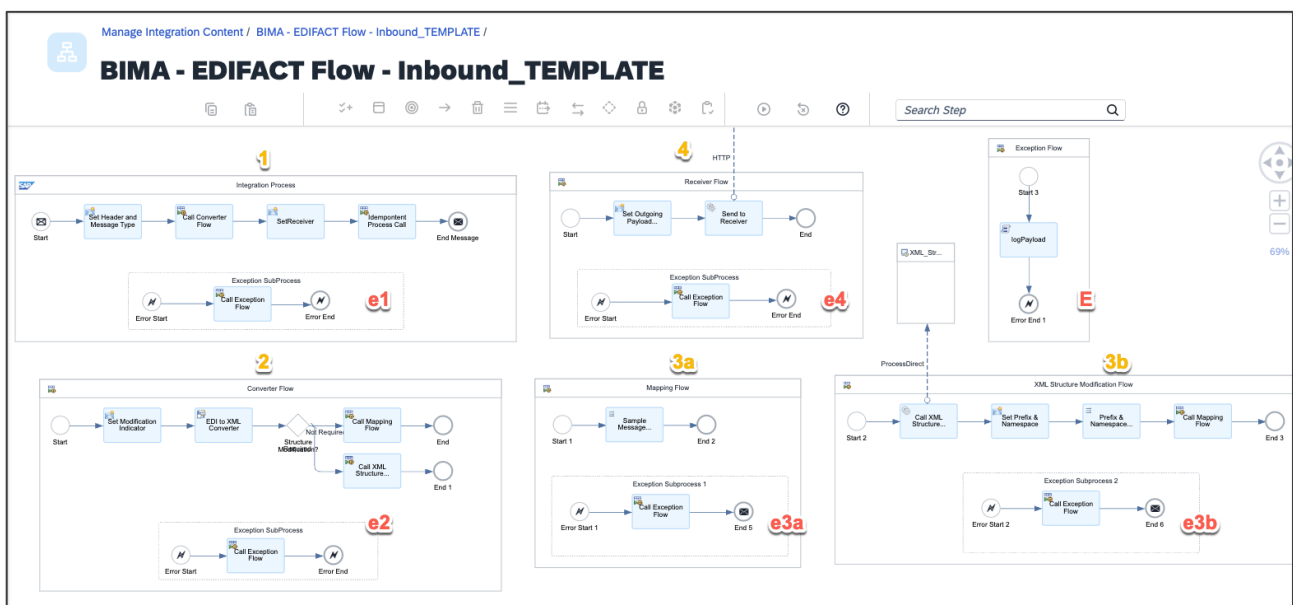 Manage Integration Content / BIMA - EDIFACT Flow - Inbound_TEMPLATE /
BIMA - EDIFACT Flow - Inbound_TEMPLATE
Search Step
1
SAP
Integration Process
Start
Set Header and
Message Type
Call Converter
Flow
SetReceiver
Idempontent
Process Call
End Message
Exception SubProcess
Error Start
Call Exception
Flow
Error End
e1
4
HTTP
Receiver Flow
Start
Set Outgoing
Payload...
Send to
Receiver
End
Exception SubProcess
Error Start
Call Exception
Flow
Error End
e4
XML_Str...
ProcessDirect
Exception Flow
Start 3
logPayload
Error End 1
E
69%
2
Converter Flow
Start
Set Modification
Indicator
EDI to XML
Converter
Not Required
Structure
Modification?
Call Mapping
Flow
End
Call XML
Structure...
End 1
Exception SubProcess
Error Start
Call Exception
Flow
Error End
e2
3a
Mapping Flow
Start 1
Sample
Message...
End 2
Exception Subprocess 1
Error Start 1
Call Exception
Flow
End 5
e3a
3b
XML Structure Modification Flow
Start 2
Call XML
Structure...
Set Prefix &
Namespace
Prefix &
Namespace...
Call Mapping
Flow
End 3
Exception Subprocess 2
Error Start 2
Call Exception
Flow
End 6
e3b